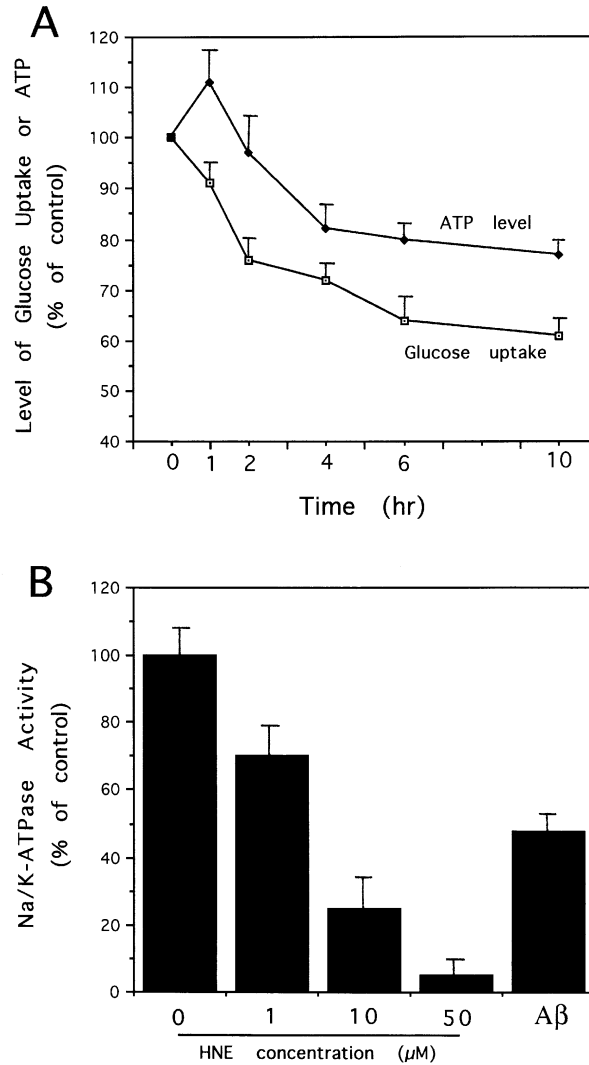 A
Level of Glucose Uptake or ATP
(% of control)
120
110
100
90
80
70
60
50
40
ATP level
Glucose uptake
0 1 2 4 6 10
Time (hr)
B
Na/K-ATPase Activity
(% of control)
120
100
80
60
40
20
0
0 1 10 50 Aβ
HNE concentration (μM)